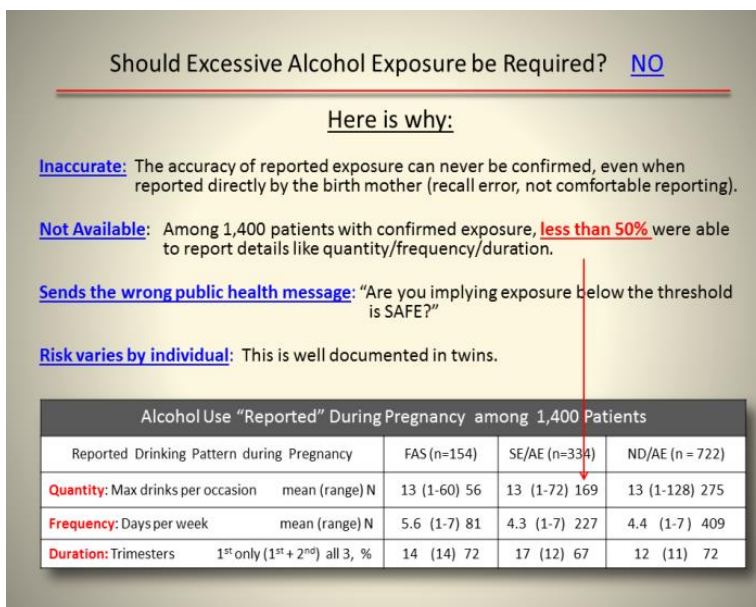 Should Excessive Alcohol Exposure be Required? NO
Here is why:
Inaccurate: The accuracy of reported exposure can never be confirmed, even when
reported directly by the birth mother (recall error, not comfortable reporting).
Not Available: Among 1,400 patients with confirmed exposure, less than 50% were able
to report details like quantity/frequency/duration.
Sends the wrong public health message: “Are you implying exposure below the threshold
is SAFE?”
Risk varies by individual: This is well documented in twins.
Alcohol Use “Reported” During Pregnancy among 1,400 Patients
Reported Drinking Pattern during Pregnancy FAS (n=154) SE/AE (n=334) ND/AE (n = 722)
Quantity: Max drinks per occasion mean (range) N 13 (1-60) 56 13 (1-72) 169 13 (1-128) 275
Frequency: Days per week mean (range) N 5.6 (1-7) 81 4.3 (1-7) 227 4.4 (1-7) 409
Duration: Trimesters 1st only (1st + 2nd) all 3, % 14 (14) 72 17 (12) 67 12 (11) 72